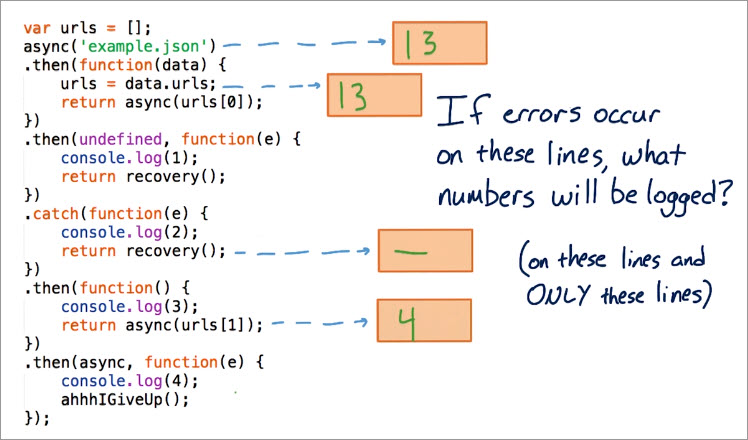 var urls = [];
async('example.json')
13
.then(function(data) {
urls = data.urls;
13
return async(urls[0]);
})
.then(undefined, function(e) {
console.log(1);
return recovery();
})
.catch(function(e) {
console.log(2);
return recovery();
—
})
.then(function() {
console.log(3);
return async(urls[1]);
4
})
.then(async, function(e) {
console.log(4);
ahhhIGiveUp();
});
If errors occur
on these lines, what
numbers will be logged?
(on these lines and
ONLY these lines)